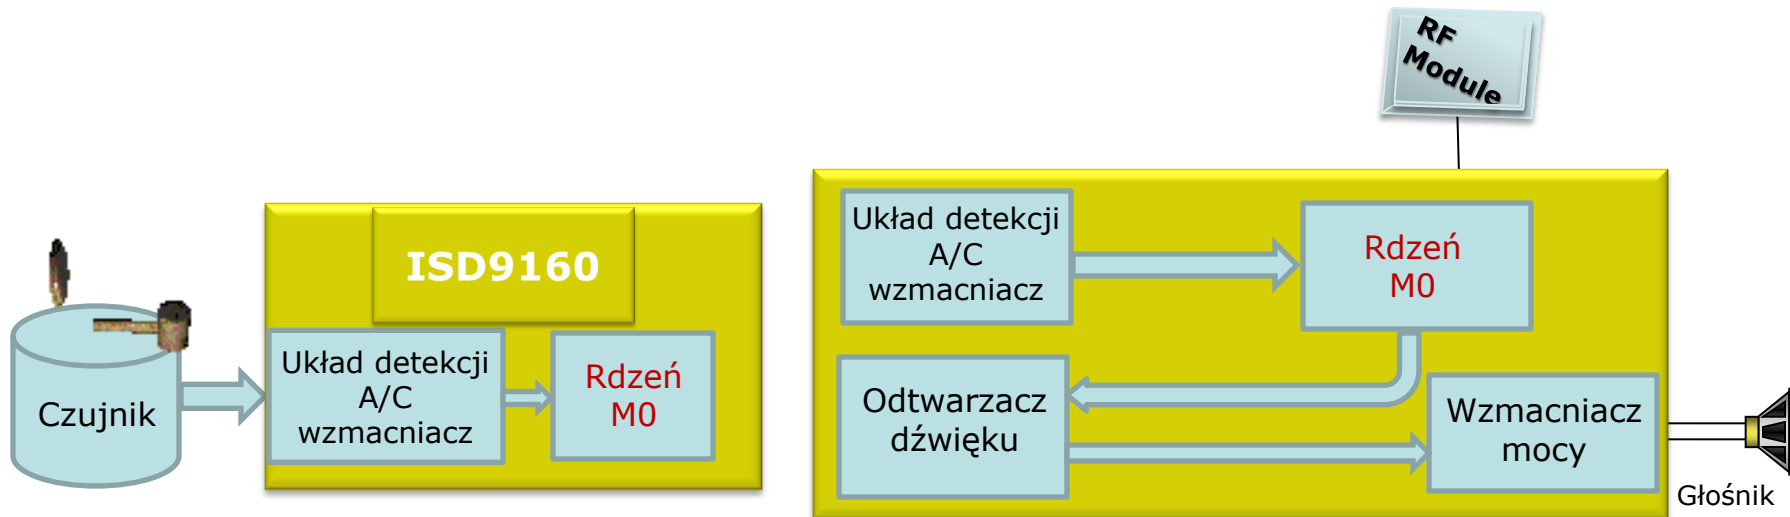 RF
Module
ISD9160
Czujnik
Układ detekcji
A/C
wzmacniacz
Rdzeń
M0
Układ detekcji
A/C
wzmacniacz
Rdzeń
M0
Odtwarzacz
dźwięku
Wzmacniacz
mocy
Głośnik